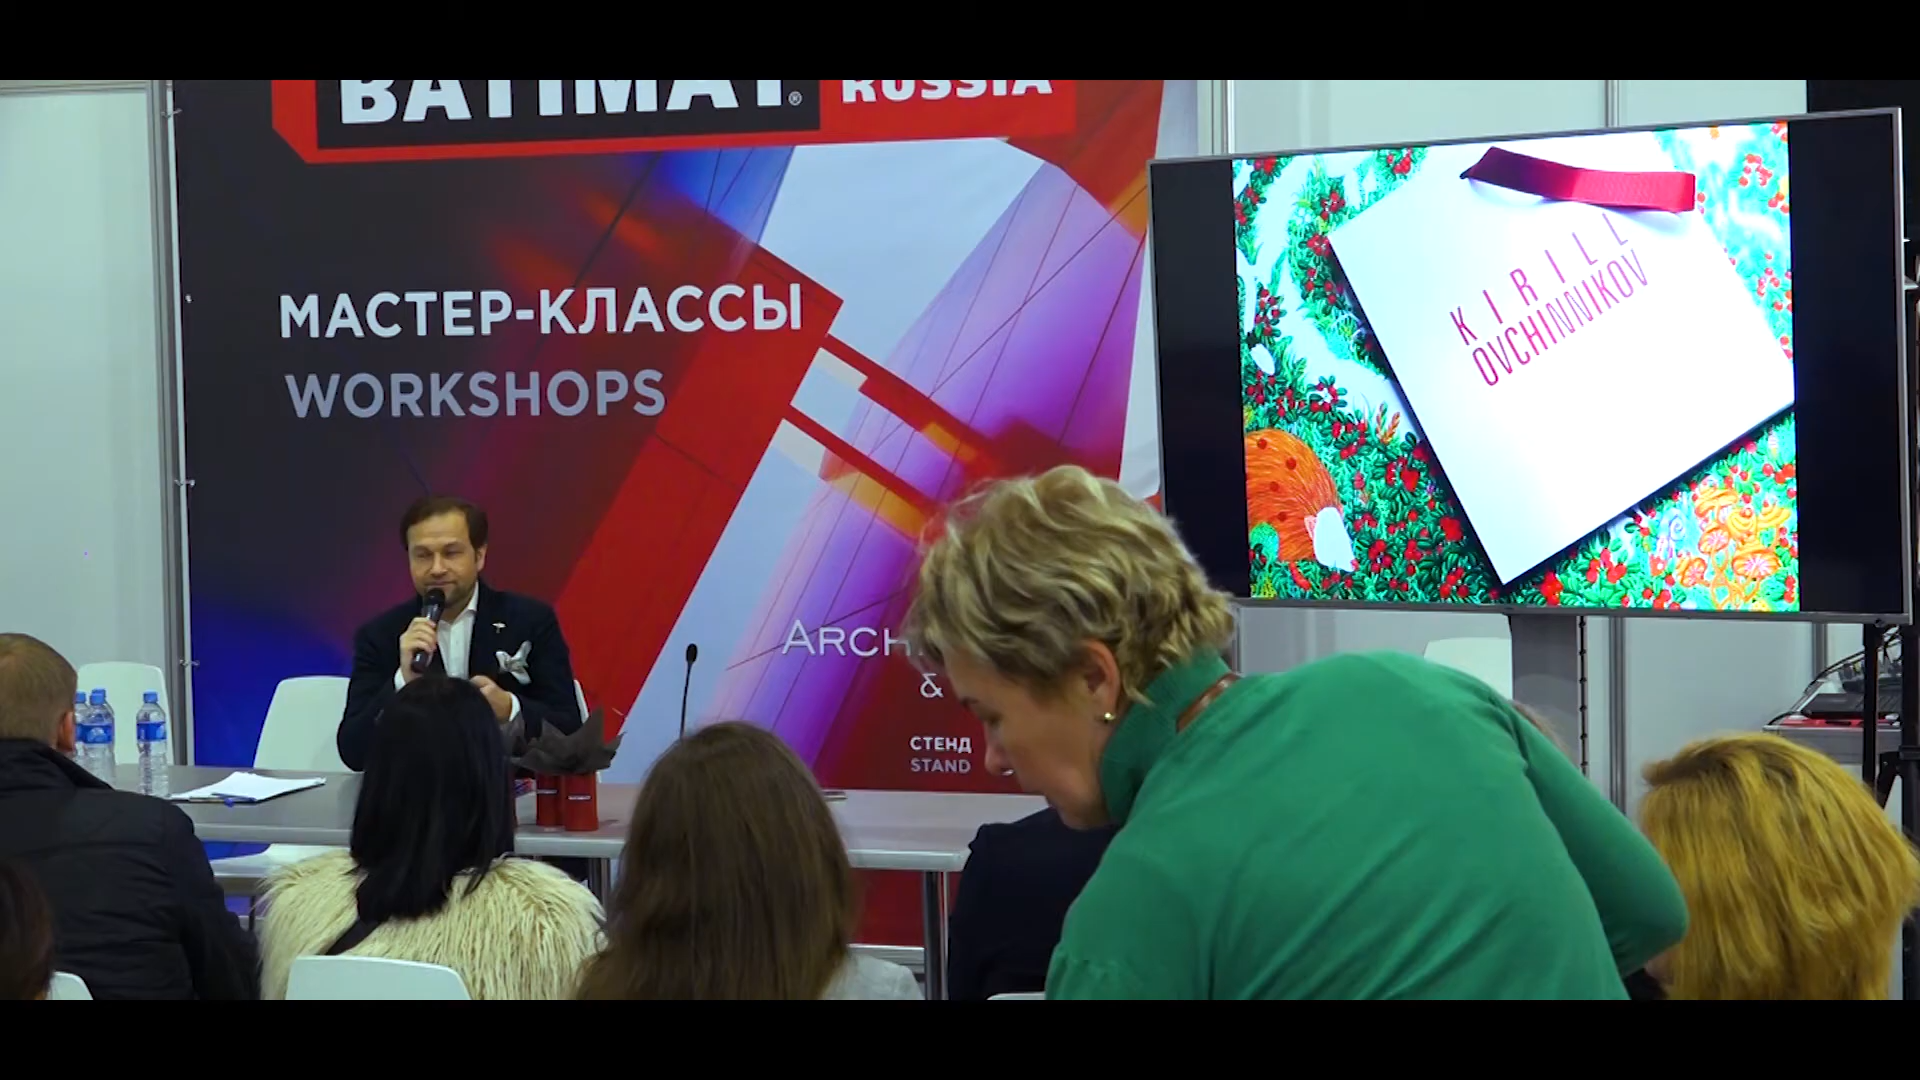 BATIMAT®
RUSSIA
МАСТЕР-КЛАССЫ
WORKSHOPS
&
СТЕНД
STAND
KIRILL
OVCHINNIKOV